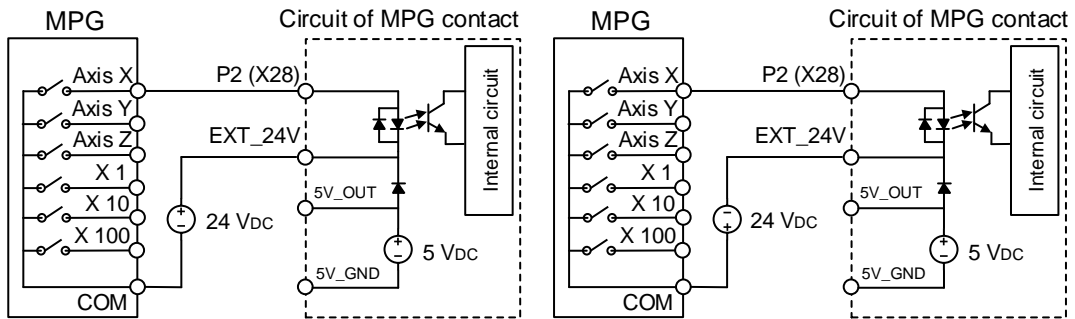 MPG
Circuit of MPG contact
Axis X
Axis Y
Axis Z
X 1
X 10
X 100
COM
P2 (X28)
EXT_24V
24 VDC
5V_OUT
5V_GND
5 VDC
+
−
+
−
Internal circuit
MPG
Circuit of MPG contact
Axis X
Axis Y
Axis Z
X 1
X 10
X 100
COM
P2 (X28)
EXT_24V
24 VDC
5V_OUT
5V_GND
5 VDC
−
+
+
−
Internal circuit